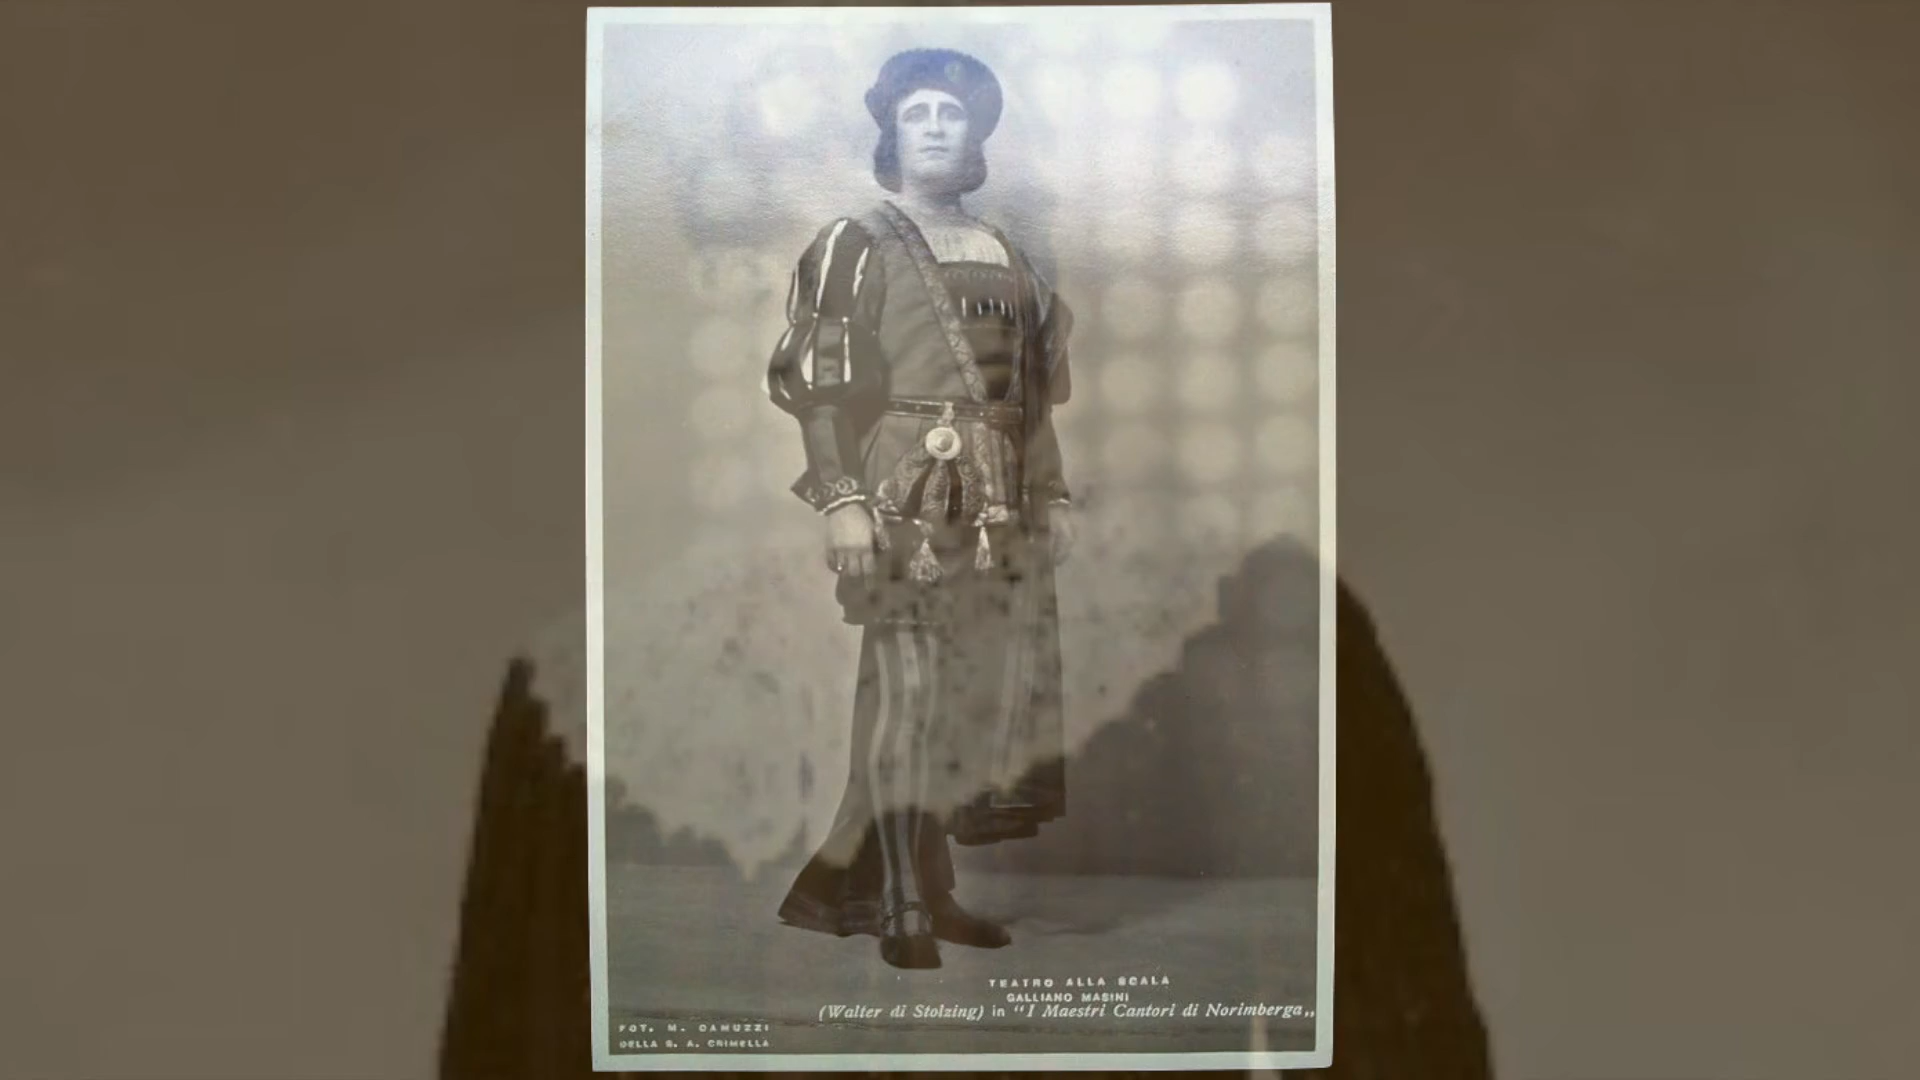 TEATRO ALLA SCALA
GALLIANO MASINI
(Walter di Stolzing) in "I Maestri Cantori di Norimberga„
FOT. M. CAMUZZI
DELLA S. A. CRIMELLA